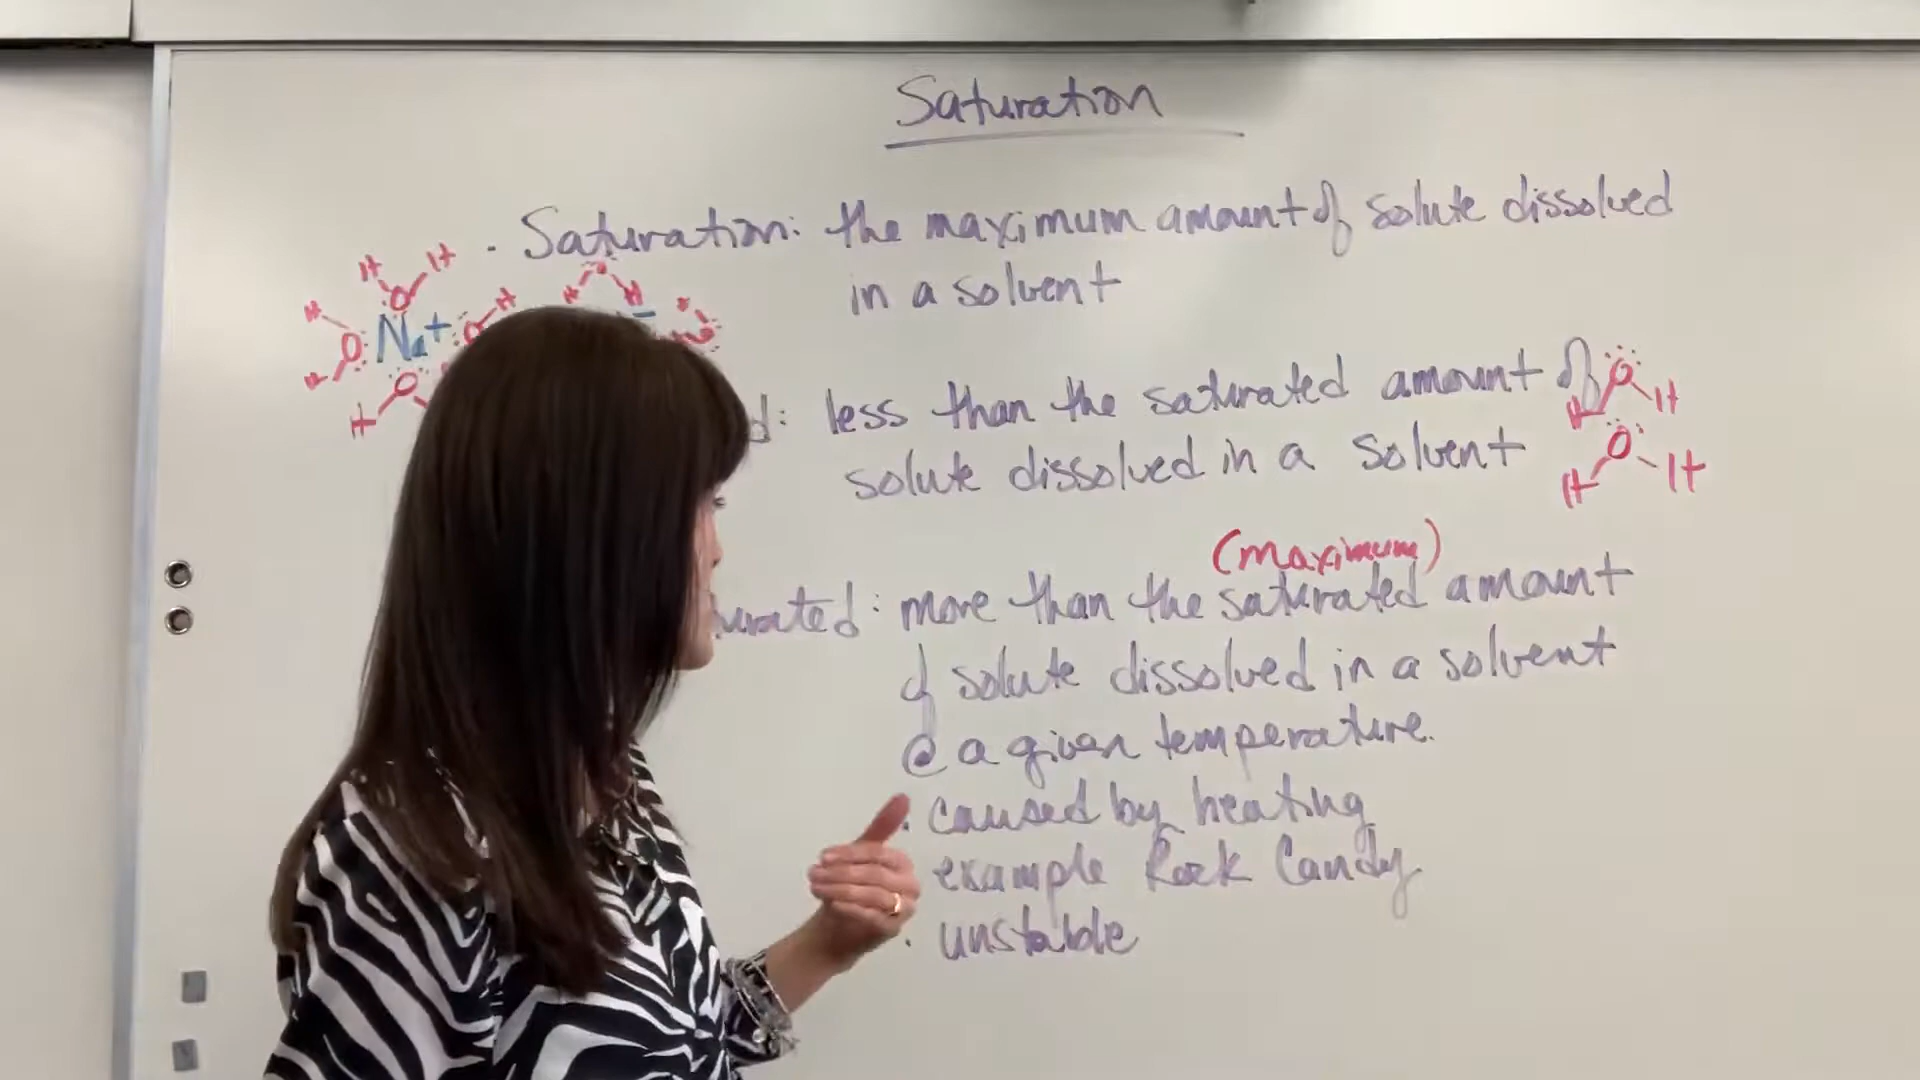 Saturation
· Saturation: the maximum amount of solute dissolved
in a solvent
H H
H O H H H
O Na+ O
H
O
H
d: less than the saturated amount of
solute dissolved in a solvent
O H
H
O
H H
(maximum)
urated: more than the saturated amount
of solute dissolved in a solvent
@ a given temperature.
· caused by heating
example Rock Candy
· unstable